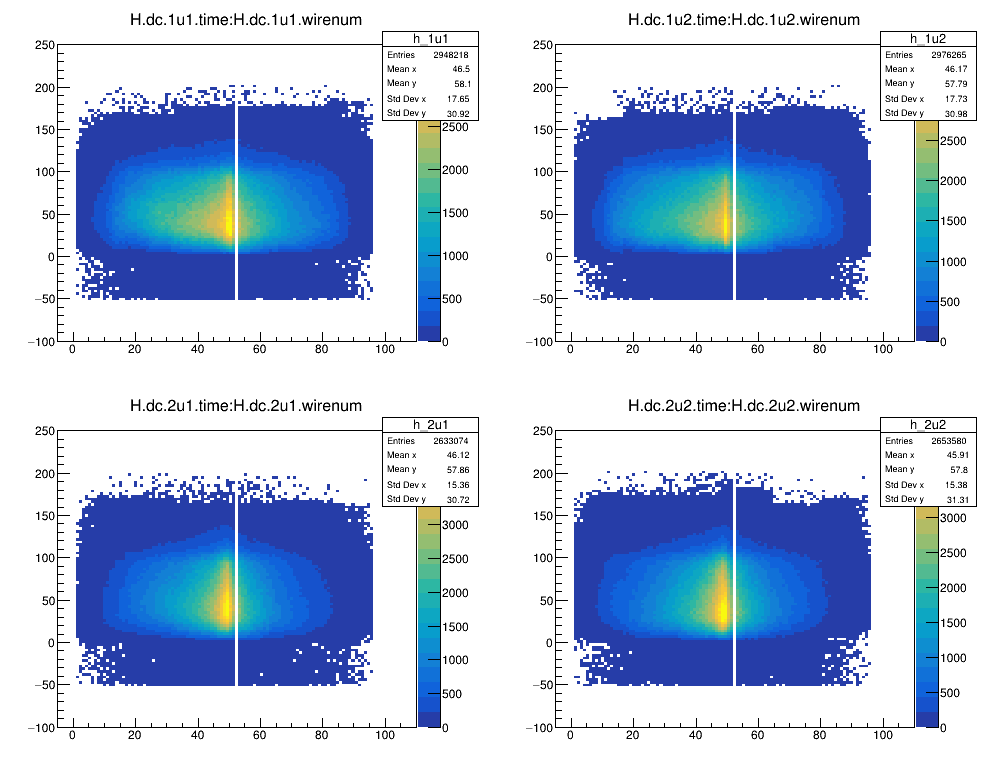 H.dc.1u1.time:H.dc.1u1.wirenum
h_1u1
Entries 2948218
Mean x 46.5
Mean y 58.1
Std Dev x 17.65
Std Dev y 30.92
250
200
150
100
50
0
−50
−100
0 20 40 60 80 100
2500
2000
1500
1000
500
0
H.dc.1u2.time:H.dc.1u2.wirenum
h_1u2
Entries 2976265
Mean x 46.17
Mean y 57.79
Std Dev x 17.73
Std Dev y 30.98
250
200
150
100
50
0
−50
−100
0 20 40 60 80 100
2500
2000
1500
1000
500
0
H.dc.2u1.time:H.dc.2u1.wirenum
h_2u1
Entries 2633074
Mean x 46.12
Mean y 57.86
Std Dev x 15.36
Std Dev y 30.72
250
200
150
100
50
0
−50
−100
0 20 40 60 80 100
3000
2500
2000
1500
1000
500
0
H.dc.2u2.time:H.dc.2u2.wirenum
h_2u2
Entries 2653580
Mean x 45.91
Mean y 57.8
Std Dev x 15.38
Std Dev y 31.31
250
200
150
100
50
0
−50
−100
0 20 40 60 80 100
3000
2500
2000
1500
1000
500
0